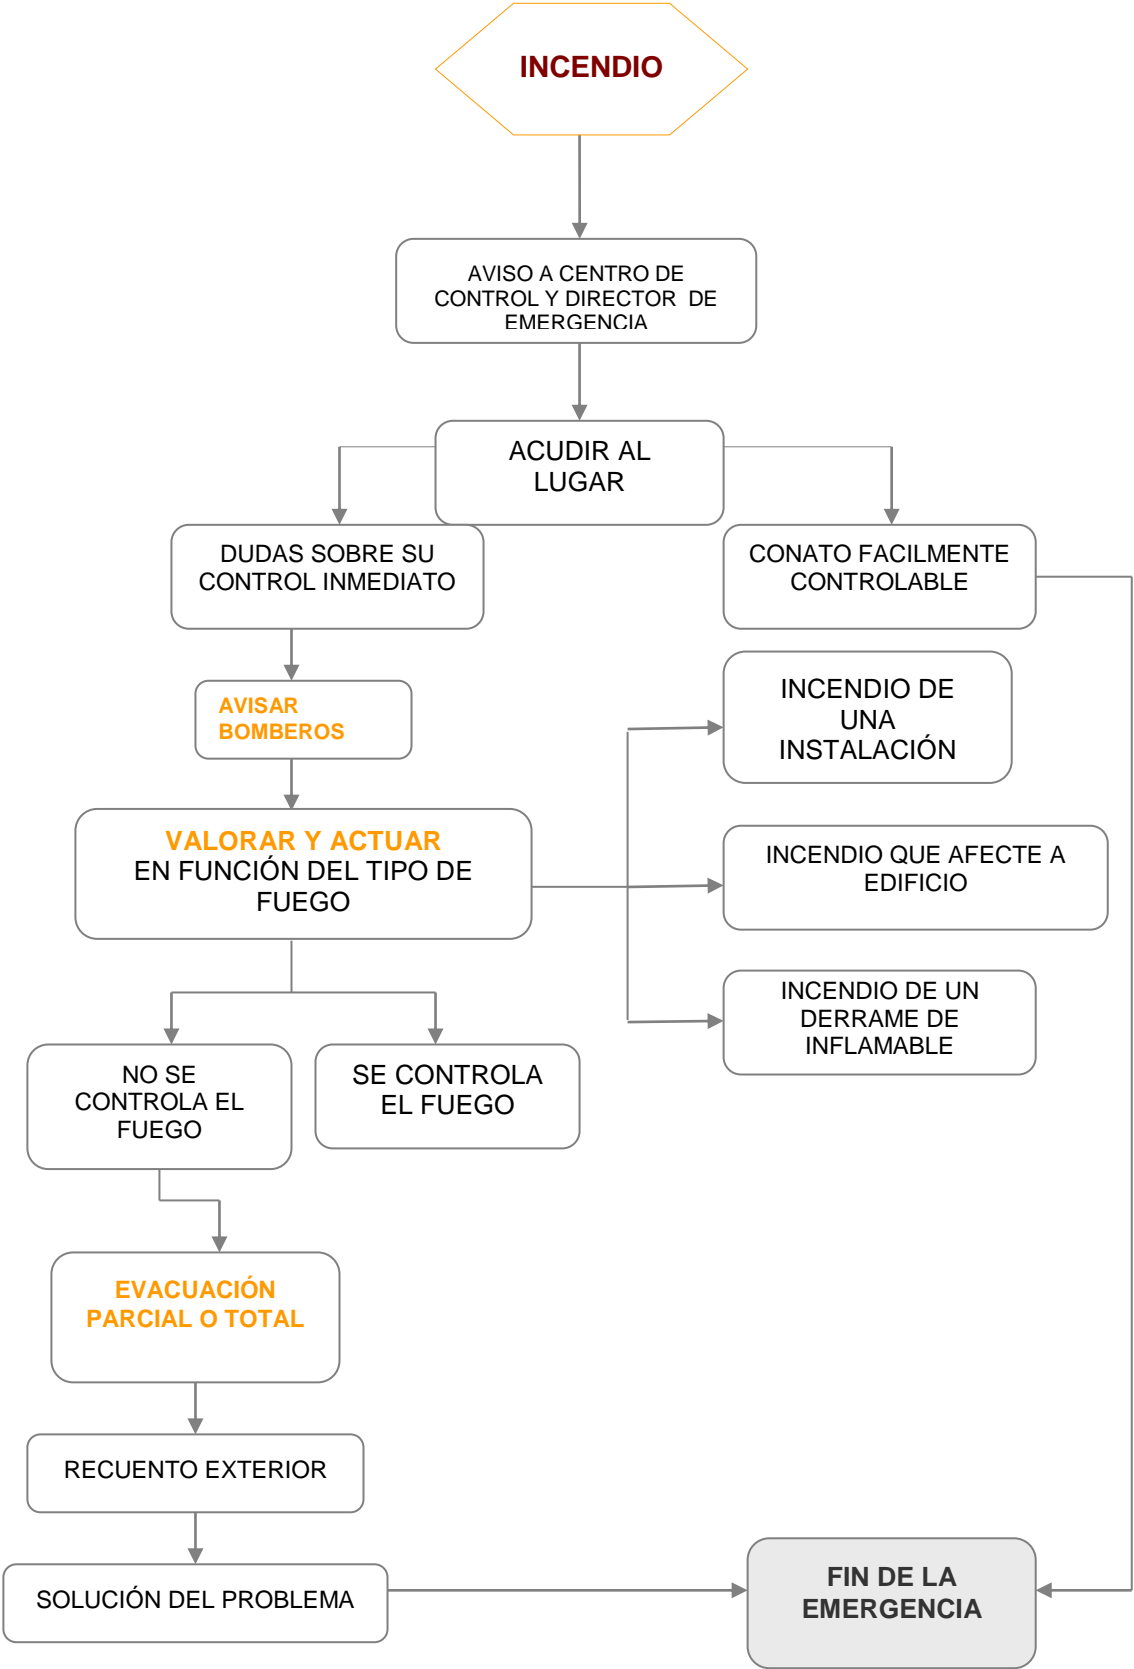 INCENDIO
AVISO A CENTRO DE
CONTROL Y DIRECTOR DE
EMERGENCIA
ACUDIR AL
LUGAR
DUDAS SOBRE SU
CONTROL INMEDIATO
CONATO FACILMENTE
CONTROLABLE
AVISAR
BOMBEROS
INCENDIO DE
UNA
INSTALACIÓN
VALORAR Y ACTUAR
EN FUNCIÓN DEL TIPO DE
FUEGO
INCENDIO QUE AFECTE A
EDIFICIO
INCENDIO DE UN
DERRAME DE
INFLAMABLE
NO SE
CONTROLA EL
FUEGO
SE CONTROLA
EL FUEGO
EVACUACIÓN
PARCIAL O TOTAL
RECUENTO EXTERIOR
SOLUCIÓN DEL PROBLEMA
FIN DE LA
EMERGENCIA